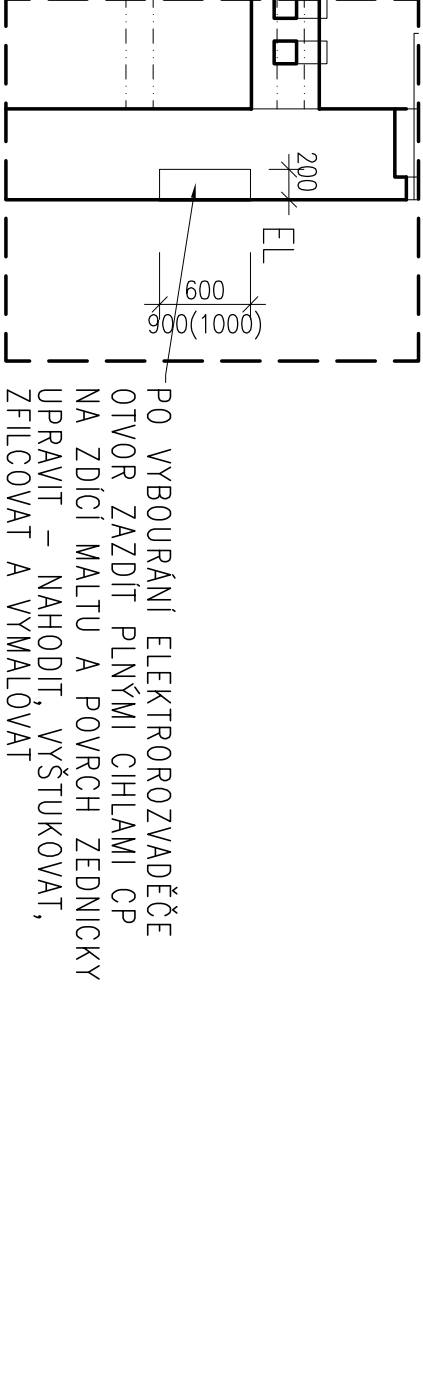 200
EL
600
900(1000)
PO VYBOURÁNÍ ELEKTROROZVADĚČE
OTVOR ZAZDÍT PLNÝMI CIHLAMI CP
NA ZDÍCÍ MALTU A POVRCH ZEDNICKY
UPRAVIT – NAHODIT, VYŠTUKOVAT,
ZFILCOVAT A VYMALOVAT